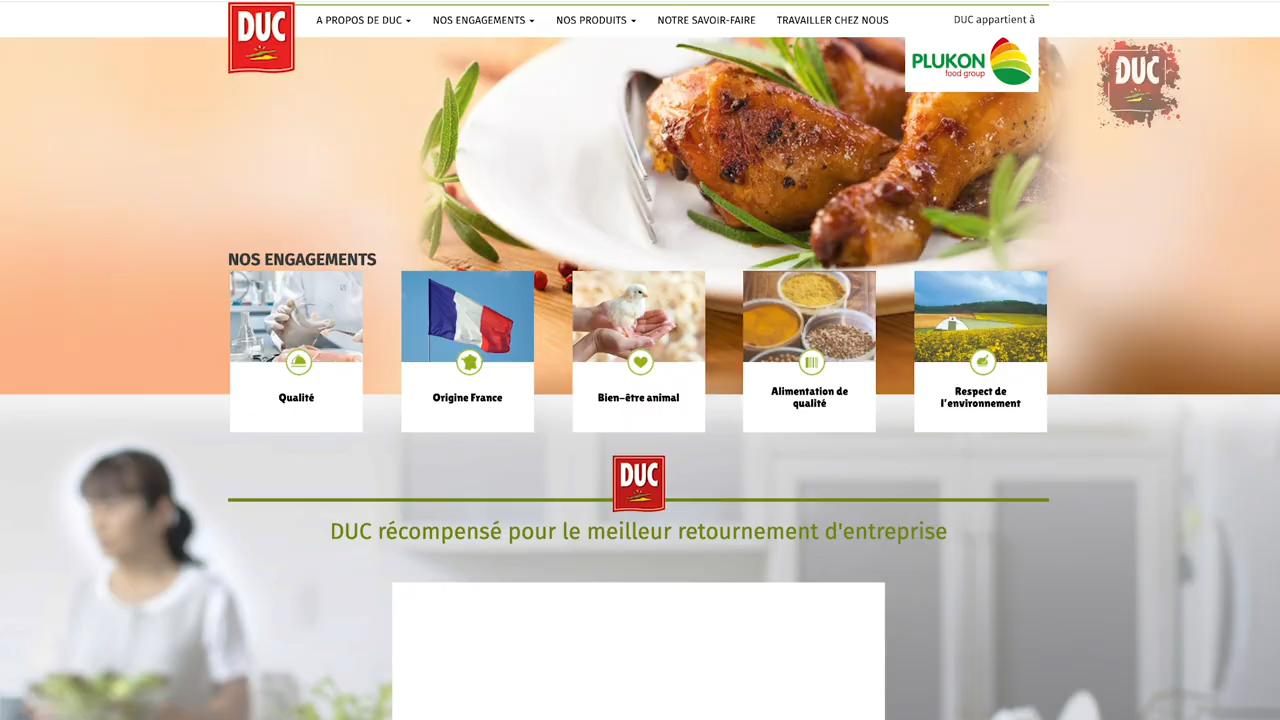 DUC
A PROPOS DE DUC
NOS ENGAGEMENTS
NOS PRODUITS
NOTRE SAVOIR-FAIRE
TRAVAILLER CHEZ NOUS
DUC appartient à
PLUKON
food group
DUC
NOS ENGAGEMENTS
Qualité
Origine France
Bien-être animal
Alimentation de
qualité
Respect de
l'environnement
DUC
DUC récompensé pour le meilleur retournement d'entreprise